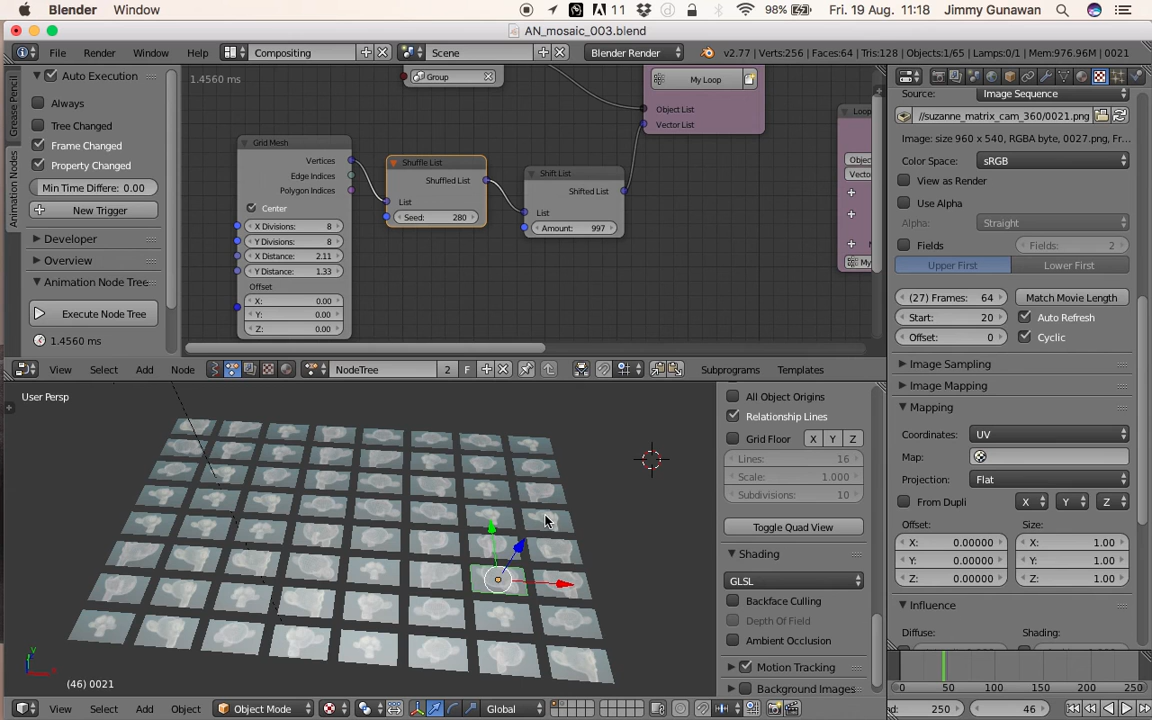 Blender Render Window 11 98% Fri. 19 Aug. 11:18 Jimmy Gunawan
AN_mosaic_003.blend
File Render Window Help Compositing Scene Blender Render v2.77 | Verts:256 | Faces:64 | Tris:128 | Objects:1/65 | Lamps:0/1 | Mem:976.96M | 0021
Grease Pencil
Animation Nodes
Auto Execution
Always
Tree Changed
Frame Changed
Property Changed
Min Time Differe: 0.00
New Trigger
Developer
Overview
Animation Node Tree
Execute Node Tree
1.4560 ms
1.4560 ms
Group
My Loop
Object List
Vector List
Grid Mesh
Vertices
Edge Indices
Polygon Indices
Center
X Divisions: 8
Y Divisions: 8
X Distance: 2.11
Y Distance: 1.33
Offset
X: 0.00
Y: 0.00
Z: 0.00
Shuffle List
Shuffled List
List
Seed: 280
Shift List
Shifted List
List
Amount: 997
Loop
Object
Vector
My
View Select Add Node NodeTree 2 F Subprograms Templates
User Persp
(46) 0021
All Object Origins
Relationship Lines
Grid Floor X Y Z
Lines: 16
Scale: 1.000
Subdivisions: 10
Toggle Quad View
Shading
GLSL
Backface Culling
Depth Of Field
Ambient Occlusion
Motion Tracking
Background Images
View Select Add Object Object Mode Global
Source: Image Sequence
//suzanne_matrix_cam_360/0021.png
Image: size 960 x 540, RGBA byte, 0027.png, Fr...
Color Space: sRGB
View as Render
Use Alpha
Alpha: Straight
Fields Fields: 2
Upper First Lower First
(27) Frames: 64 Match Movie Length
Start: 20 Auto Refresh
Offset: 0 Cyclic
Image Sampling
Image Mapping
Mapping
Coordinates: UV
Map:
Projection: Flat
From Dupli X Y Z
Offset: Size:
X: 0.00000 X: 1.00
Y: 0.00000 Y: 1.00
Z: 0.00000 Z: 1.00
Influence
Diffuse: Shading:
0 50 100 150 200 250
nd: 250 46